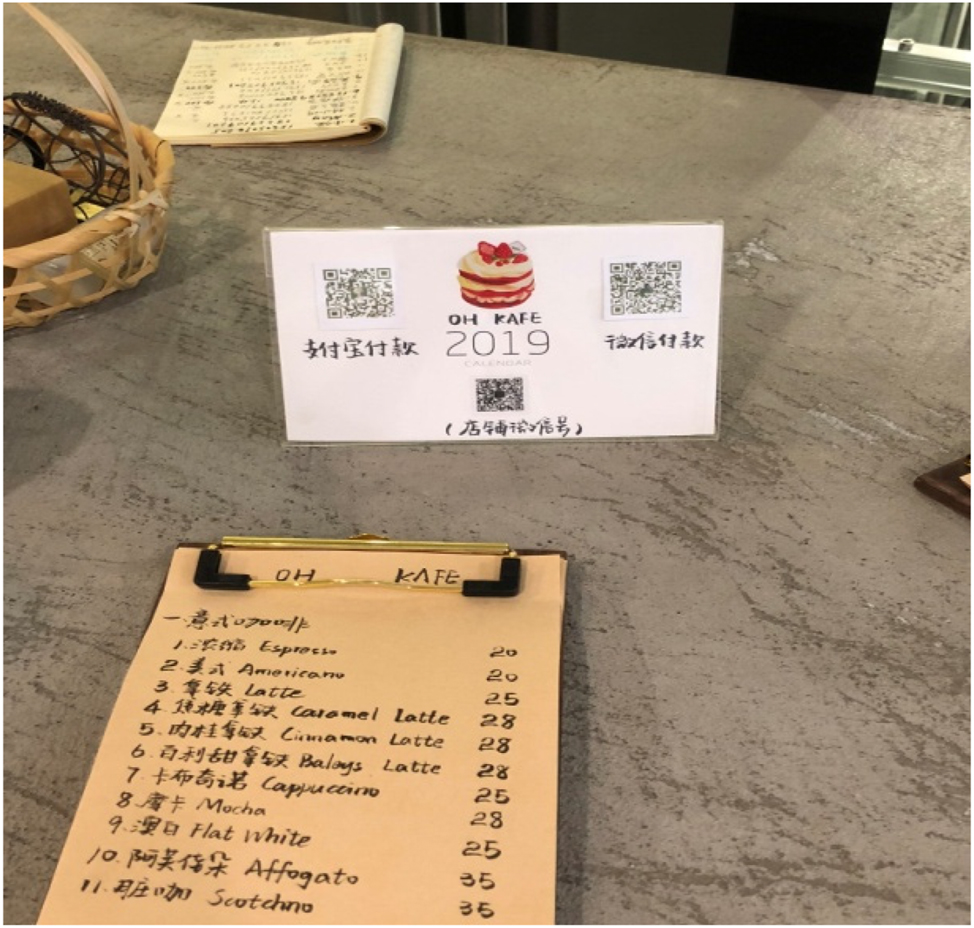 支付宝付款
OH KAFE
2019
CALENDAR
微信付款
(店铺微信号)
OH KAFE
一.意式咖啡
1.浓缩 Espresso 20
2.美式 Americano 20
3.拿铁 Latte 25
4.焦糖拿铁 Caramel Latte 28
5.肉桂拿铁 Cinnamon Latte 28
6.百利甜拿铁 Baleys Latte 28
7.卡布奇诺 Cappuccino 25
8.摩卡 Mocha 28
9.澳白 Flat White 25
10.阿芙佳朵 Affogato 35
11.脏咖 Scotchno 35